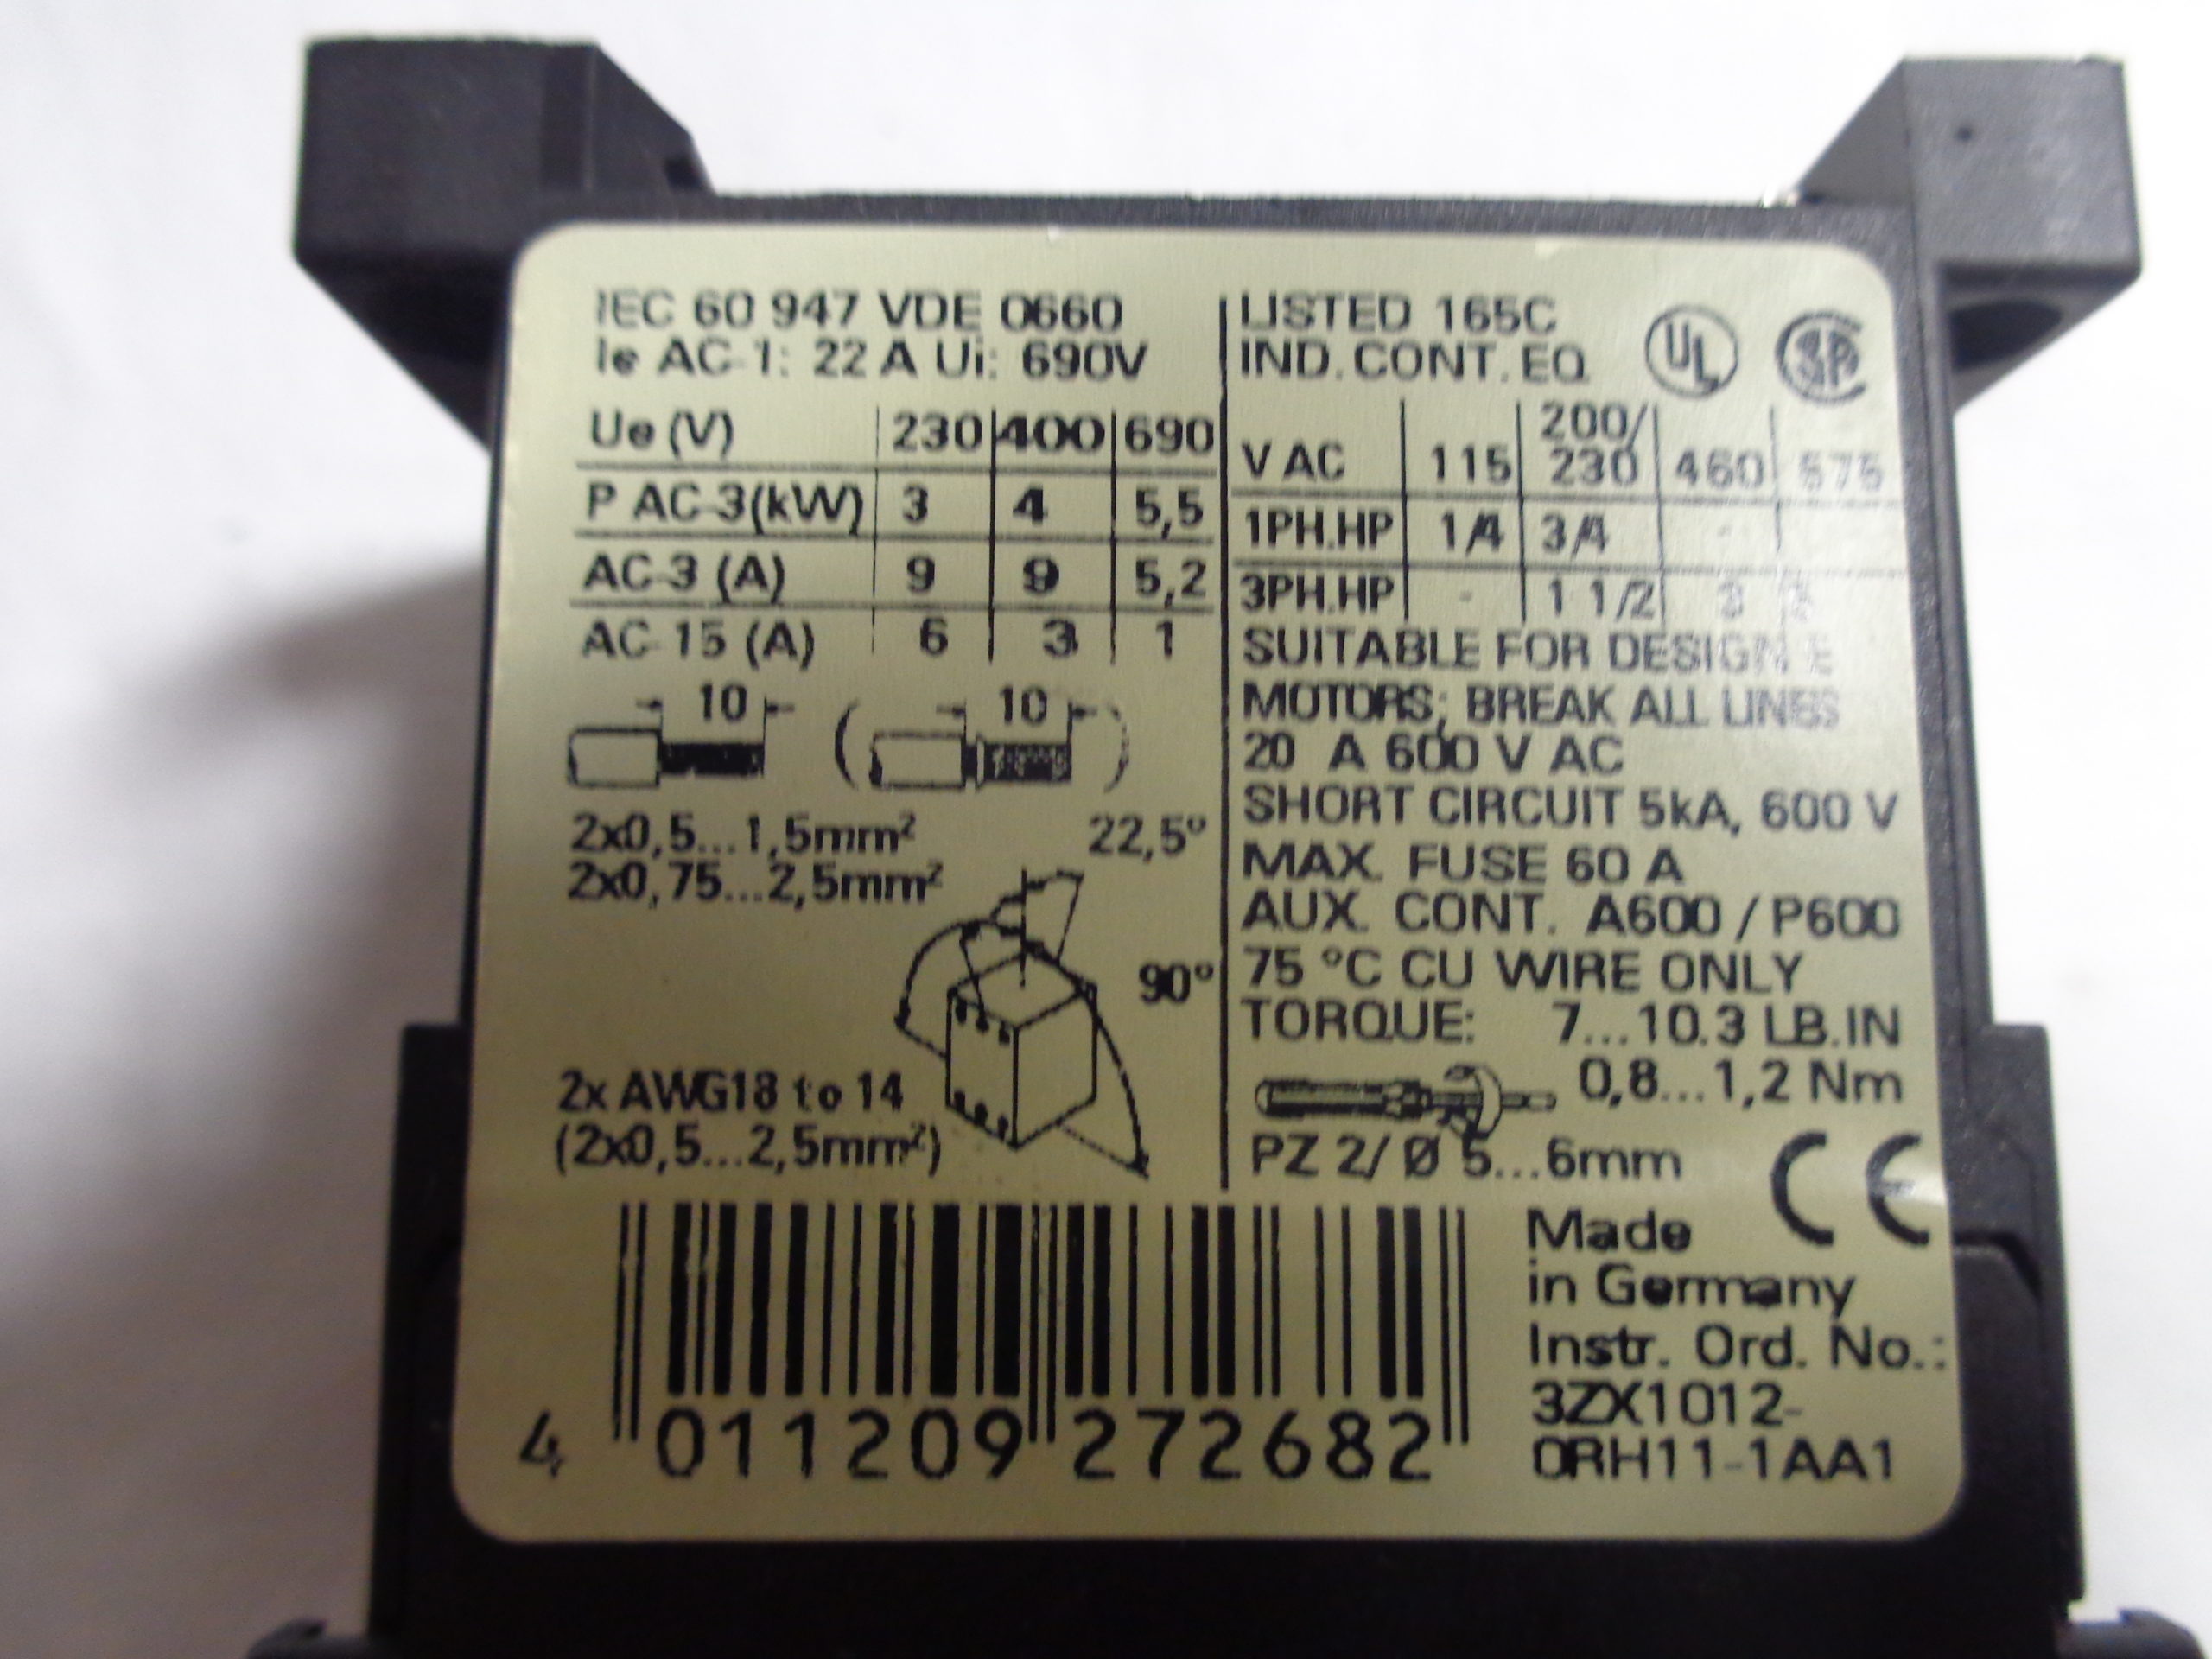 IEC 60 947 VDE 0660
Ie AC-1: 22 A Ui: 690V
Ue (V) 230 400 690
P AC-3(kW) 3 4 5,5
AC-3 (A) 9 9 5,2
AC-15 (A) 6 3 1
10 10
2x0,5...1,5mm²
2x0,75...2,5mm²
22,5°
90°
2x AWG18 to 14
(2x0,5...2,5mm²)
LISTED 165C
IND. CONT. EQ
UL SP
V AC 115 200/230 460 575
1PH.HP 1/4 3/4 -
3PH.HP - 1 1/2 3
SUITABLE FOR DESIGN E
MOTORS; BREAK ALL LINES
20 A 600 V AC
SHORT CIRCUIT 5kA, 600 V
MAX. FUSE 60 A
AUX. CONT. A600 / P600
75 °C CU WIRE ONLY
TORQUE: 7...10.3 LB.IN
0,8...1,2 Nm
PZ 2/ Ø 5...6mm
CE
Made
in Germany
Instr. Ord. No.:
3ZX1012-
0RH11-1AA1
4 011209 272682